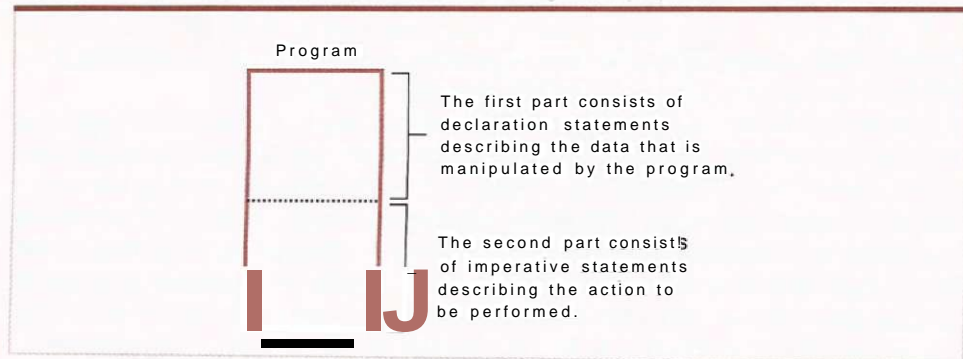 Program
The first part consists of
declaration statements
describing the data that is
manipulated by the program.
The second part consists
of imperative statements
describing the action to
be performed.